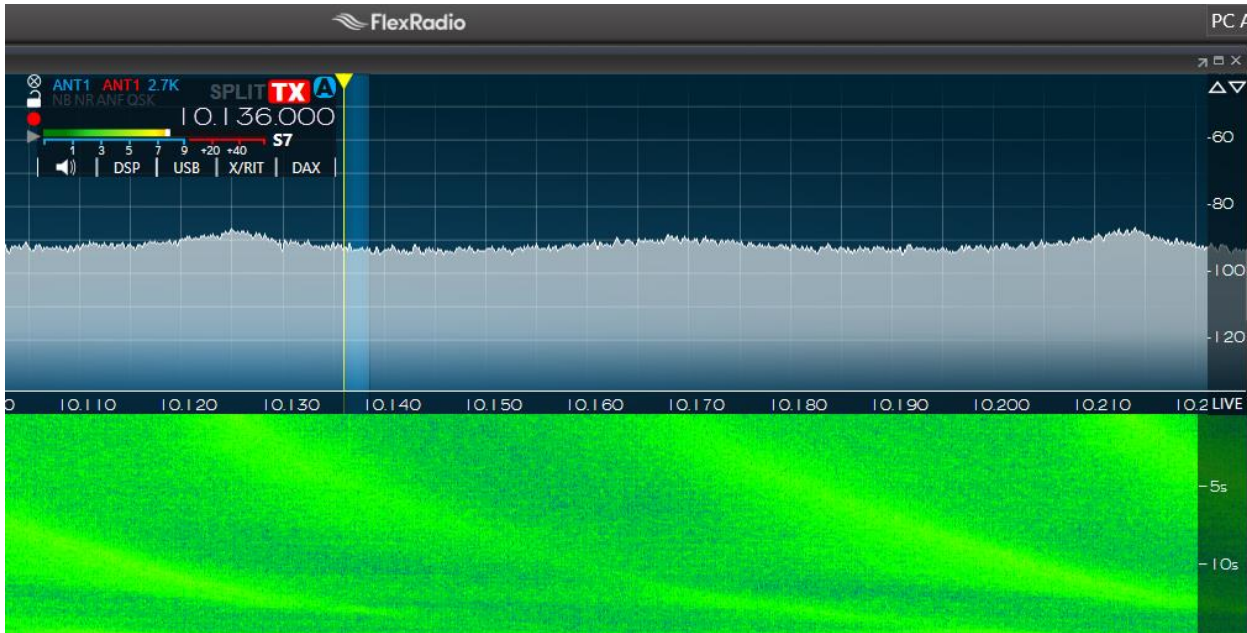 FlexRadio
PC A
ANT1 ANT1 2.7K SPLIT TX A
NB NR ANF QSK
10.136.000
S7
1 3 5 7 9 +20 +40
DSP USB X/RIT DAX
-60
-80
-100
-120
0 10.110 10.120 10.130 10.140 10.150 10.160 10.170 10.180 10.190 10.200 10.210 10.2 LIVE
5s
10s